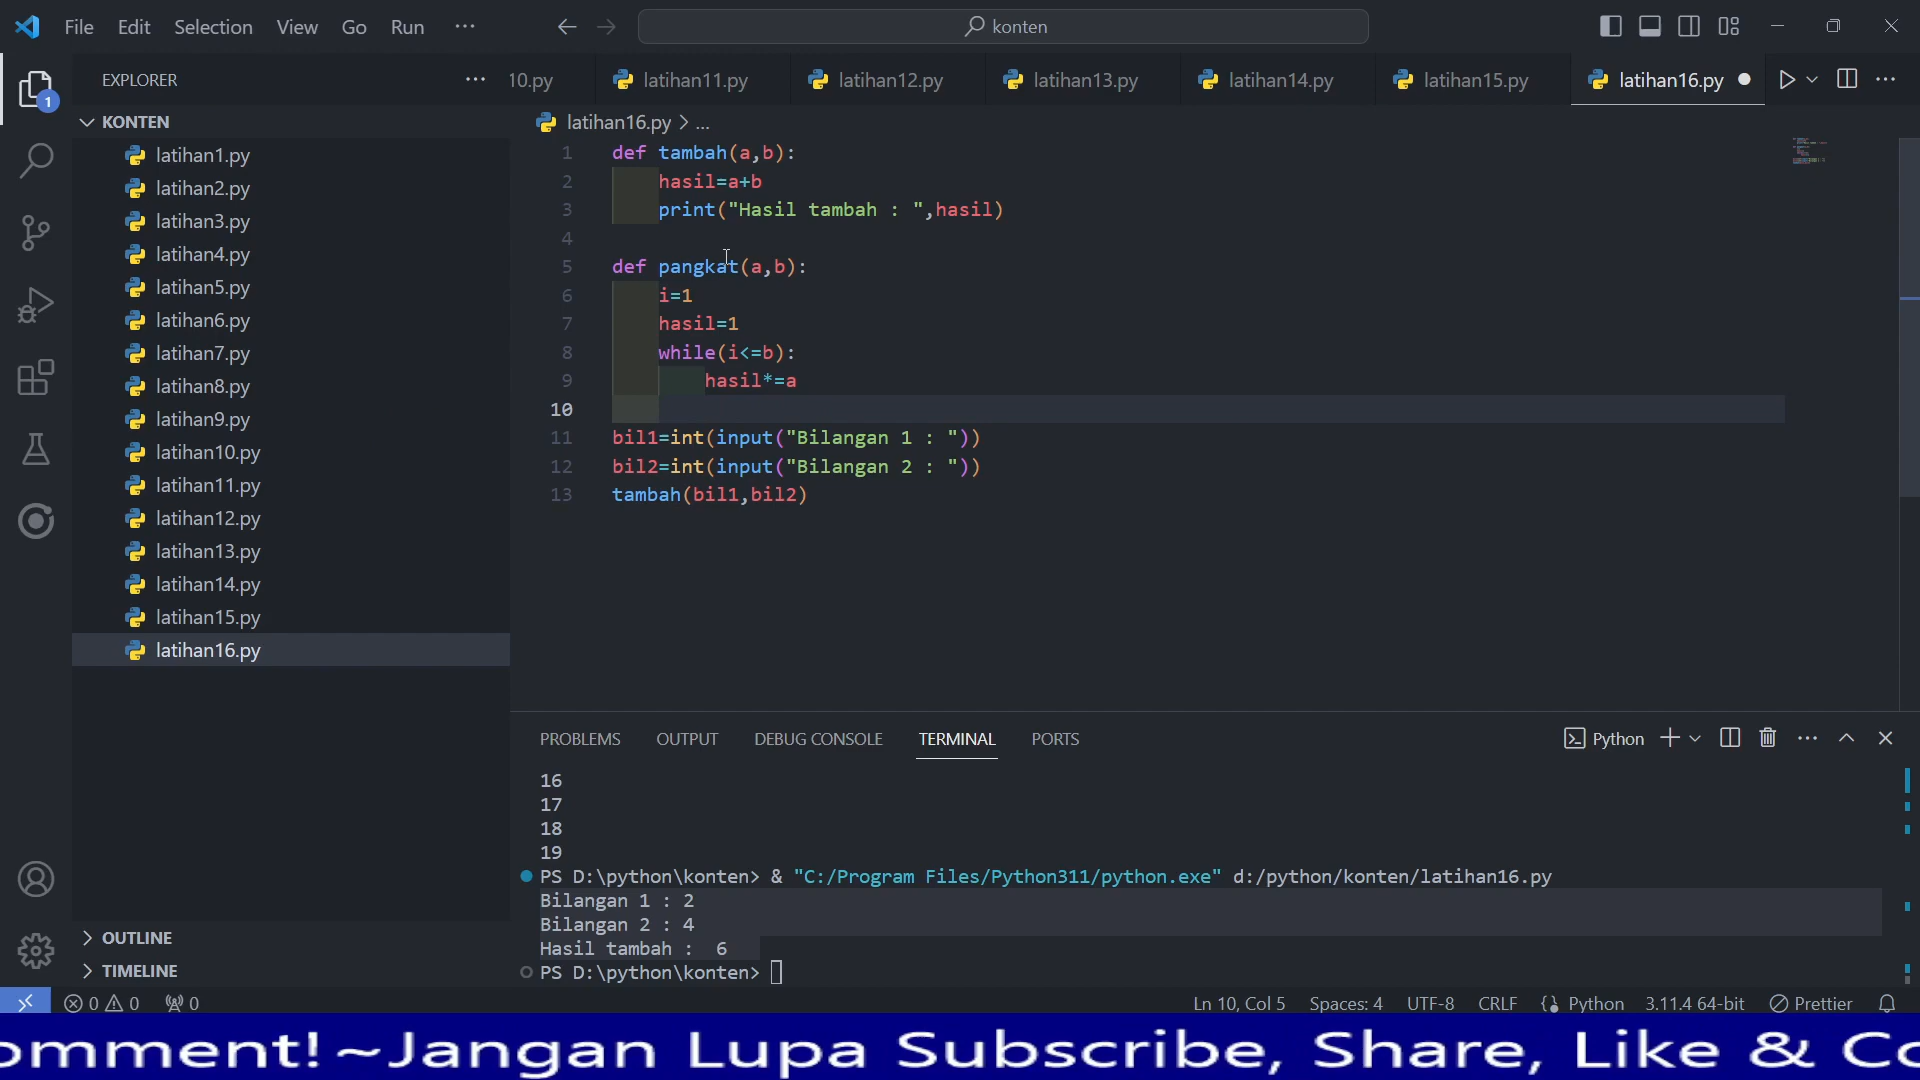 File Edit Selection View Go Run ···
konten
EXPLORER ···
10.py latihan11.py latihan12.py latihan13.py latihan14.py latihan15.py latihan16.py
KONTEN
latihan1.py
latihan2.py
latihan3.py
latihan4.py
latihan5.py
latihan6.py
latihan7.py
latihan8.py
latihan9.py
latihan10.py
latihan11.py
latihan12.py
latihan13.py
latihan14.py
latihan15.py
latihan16.py
OUTLINE
TIMELINE
1
latihan16.py > ...
1 def tambah(a,b):
2 hasil=a+b
3 print("Hasil tambah : ",hasil)
4
5 def pangkat(a,b):
6 i=1
7 hasil=1
8 while(i<=b):
9 hasil*=a
10
11 bil1=int(input("Bilangan 1 : "))
12 bil2=int(input("Bilangan 2 : "))
13 tambah(bil1,bil2)
PROBLEMS OUTPUT DEBUG CONSOLE TERMINAL PORTS
Python
16
17
18
19
PS D:\python\konten> & "C:/Program Files/Python311/python.exe" d:/python/konten/latihan16.py
Bilangan 1 : 2
Bilangan 2 : 4
Hasil tambah :  6
PS D:\python\konten>
0 0 0
Ln 10, Col 5 Spaces: 4 UTF-8 CRLF Python 3.11.4 64-bit Prettier
omment! ~Jangan Lupa Subscribe, Share, Like & Co